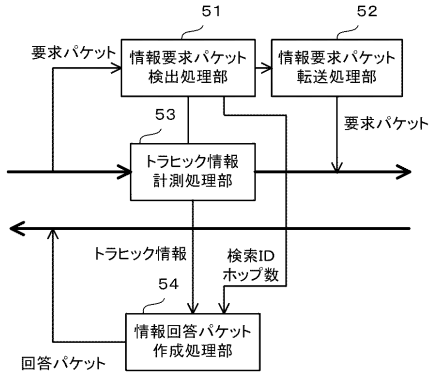 51
52
要求パケット
情報要求パケット
検出処理部
情報要求パケット
転送処理部
53
要求パケット
トラヒック情報
計測処理部
トラヒック情報
検索ID
ホップ数
54
情報回答パケット
作成処理部
回答パケット